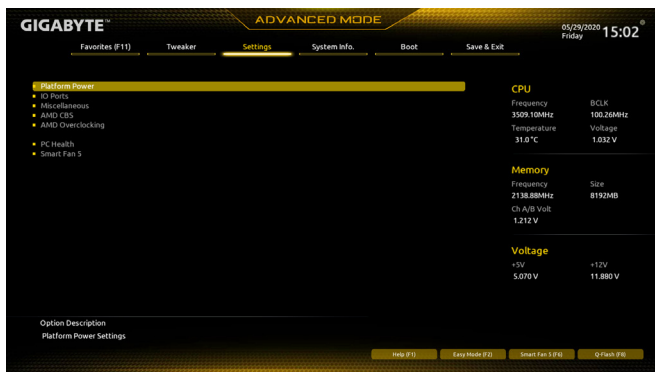 GIGABYTE™
ADVANCED MODE
05/29/2020
Friday
15:02
Favorites (F11) Tweaker Settings System Info. Boot Save & Exit
Platform Power
IO Ports
Miscellaneous
AMD CBS
AMD Overclocking
PC Health
Smart Fan 5
CPU
Frequency BCLK
3509.10MHz 100.26MHz
Temperature Voltage
31.0 °C 1.032 V
Memory
Frequency Size
2138.88MHz 8192MB
Ch A/B Volt
1.212 V
Voltage
+5V +12V
5.070 V 11.880 V
Option Description
Platform Power Settings
Help (F1) Easy Mode (F2) Smart Fan 5 (F6) Q-Flash (F8)